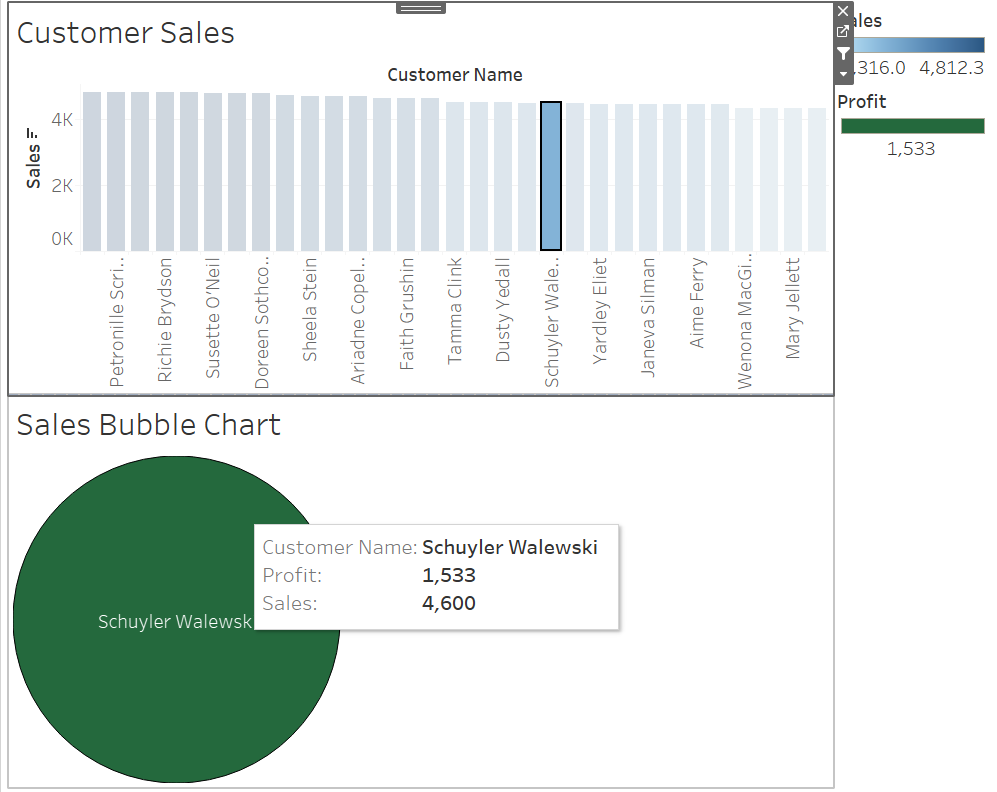 Customer Sales
Customer Name
Sales
4K
2K
0K
Petronille Scri..
Richie Brydson
Susette O'Neil
Doreen Sothco..
Sheela Stein
Ariadne Copel..
Faith Grushin
Tamma Clink
Dusty Yedall
Schuyler Wale..
Yardley Eliet
Janeva Silman
Aime Ferry
Wenona MacGi..
Mary Jellett
ales
,316.0 4,812.3
Profit
1,533
Sales Bubble Chart
Schuyler Walewsk
Customer Name: Schuyler Walewski
Profit: 1,533
Sales: 4,600